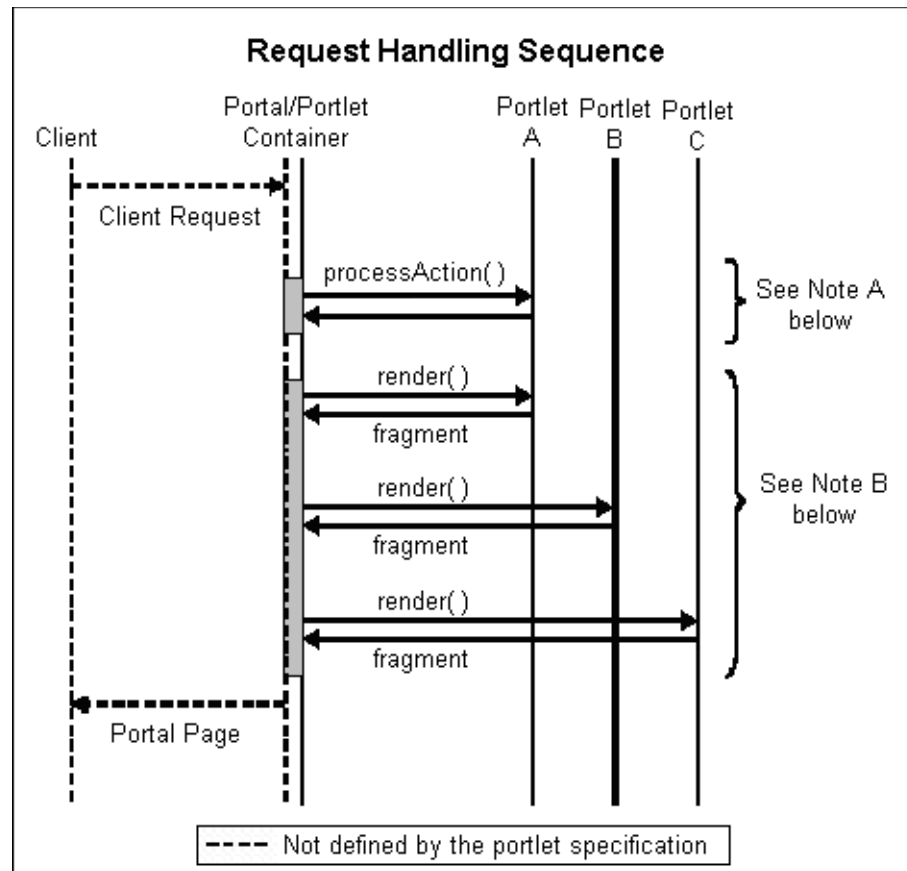 Request Handling Sequence
Client
Portal/Portlet
Container
Portlet
A
Portlet
B
Portlet
C
Client Request
processAction( )
See Note A
below
render( )
fragment
render( )
fragment
See Note B
below
render( )
fragment
Portal Page
Not defined by the portlet specification